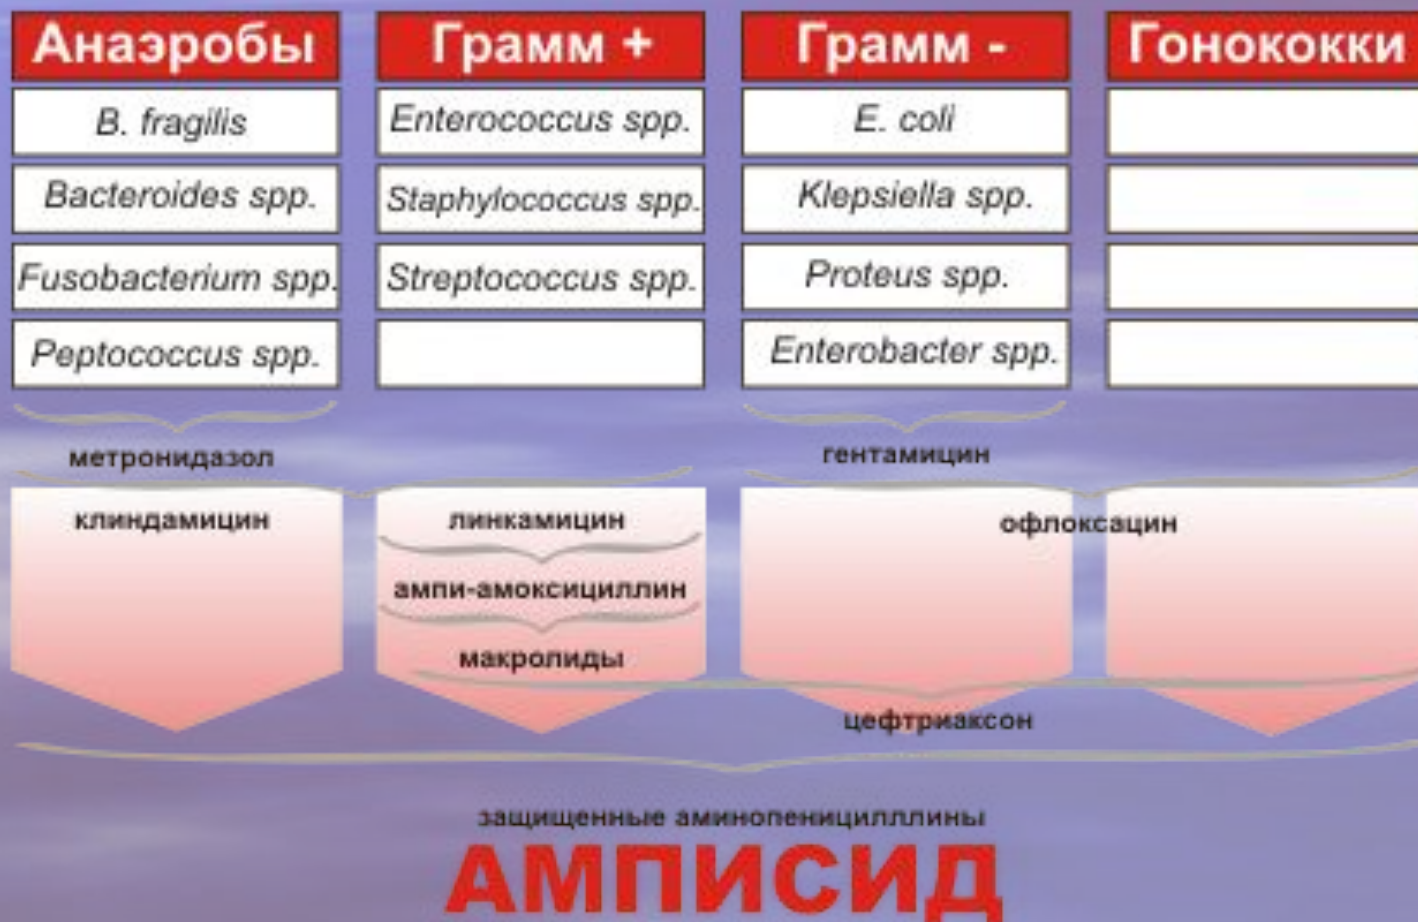 Анаэробы
Грамм +
Грамм -
Гонококки
B. fragilis
Enterococcus spp.
E. coli
Bacteroides spp.
Staphylococcus spp.
Klepsiella spp.
Fusobacterium spp.
Streptococcus spp.
Proteus spp.
Peptococcus spp.
Enterobacter spp.
метронидазол
гентамицин
клиндамицин
линкамицин
офлоксацин
ампи-амоксициллин
макролиды
цефтриаксон
защищенные аминопеницилллины
АМПИСИД